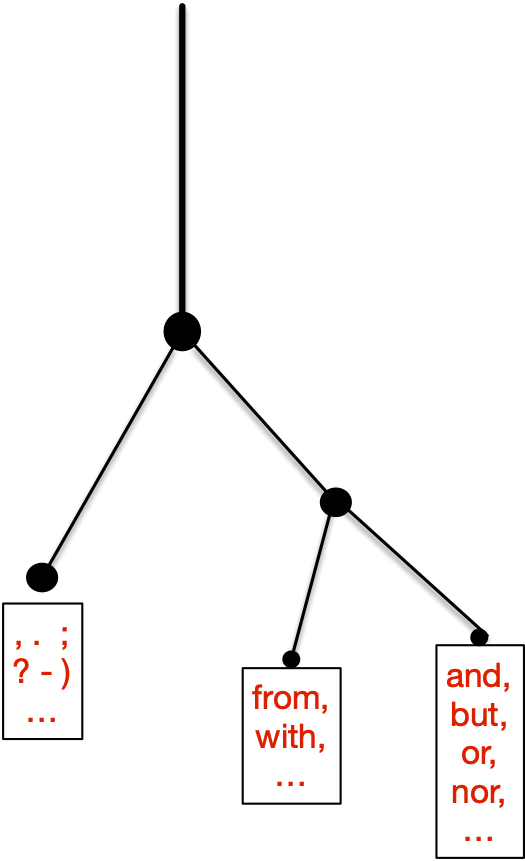 , . ;
? - )
...
from,
with,
...
and,
but,
or,
nor,
...